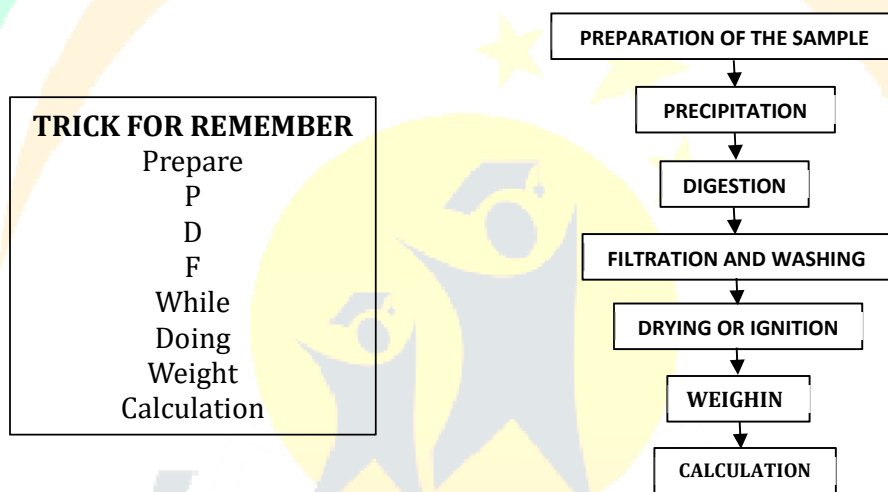 TRICK FOR REMEMBER
Prepare
P
D
F
While
Doing
Weight
Calculation
PREPARATION OF THE SAMPLE
PRECIPITATION
DIGESTION
FILTRATION AND WASHING
DRYING OR IGNITION
WEIGHIN
CALCULATION